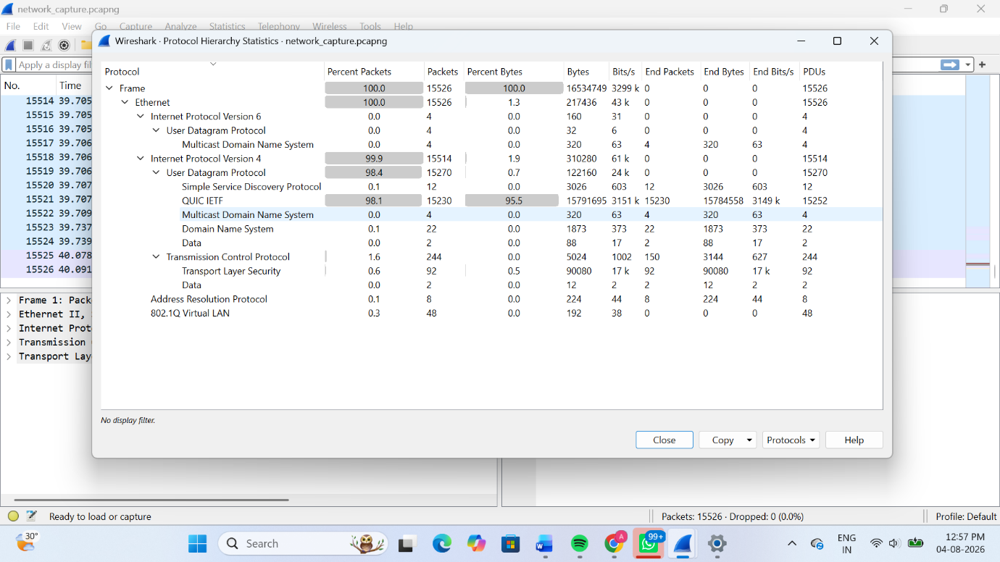 network_capture.pcapng
File Edit View Go Capture Analyze Statistics Telephony Wireless Tools Help
Wireshark · Protocol Hierarchy Statistics · network_capture.pcapng
Apply a display fil
No. Time
15514 39.705
15515 39.705
15516 39.705
15517 39.706
15518 39.706
15519 39.706
15520 39.707
15521 39.707
15522 39.709
15523 39.737
15524 39.739
15525 40.078
15526 40.091
Protocol Percent Packets Packets Percent Bytes Bytes Bits/s End Packets End Bytes End Bits/s PDUs
Frame 100.0 15526 100.0 16534749 3299 k 0 0 0 15526
Ethernet 100.0 15526 1.3 217436 43 k 0 0 0 15526
Internet Protocol Version 6 0.0 4 0.0 160 31 0 0 0 4
User Datagram Protocol 0.0 4 0.0 32 6 0 0 0 4
Multicast Domain Name System 0.0 4 0.0 320 63 4 320 63 4
Internet Protocol Version 4 99.9 15514 1.9 310280 61 k 0 0 0 15514
User Datagram Protocol 98.4 15270 0.7 122160 24 k 0 0 0 15270
Simple Service Discovery Protocol 0.1 12 0.0 3026 603 12 3026 603 12
QUIC IETF 98.1 15230 95.5 15791695 3151 k 15230 15784558 3149 k 15252
Multicast Domain Name System 0.0 4 0.0 320 63 4 320 63 4
Domain Name System 0.1 22 0.0 1873 373 22 1873 373 22
Data 0.0 2 0.0 88 17 2 88 17 2
Transmission Control Protocol 1.6 244 0.0 5024 1002 150 3144 627 244
Transport Layer Security 0.6 92 0.5 90080 17 k 92 90080 17 k 92
Data 0.0 2 0.0 12 2 2 12 2 2
Address Resolution Protocol 0.1 8 0.0 224 44 8 224 44 8
802.1Q Virtual LAN 0.3 48 0.0 192 38 0 0 0 48
Frame 1: Pack
Ethernet II,
Internet Prot
Transmission
Transport Lay
No display filter.
Close Copy Protocols Help
Ready to load or capture
Packets: 15526 · Dropped: 0 (0.0%)
Profile: Default
30°
Search
A
99+
ENG
IN
12:57 PM
04-08-2026